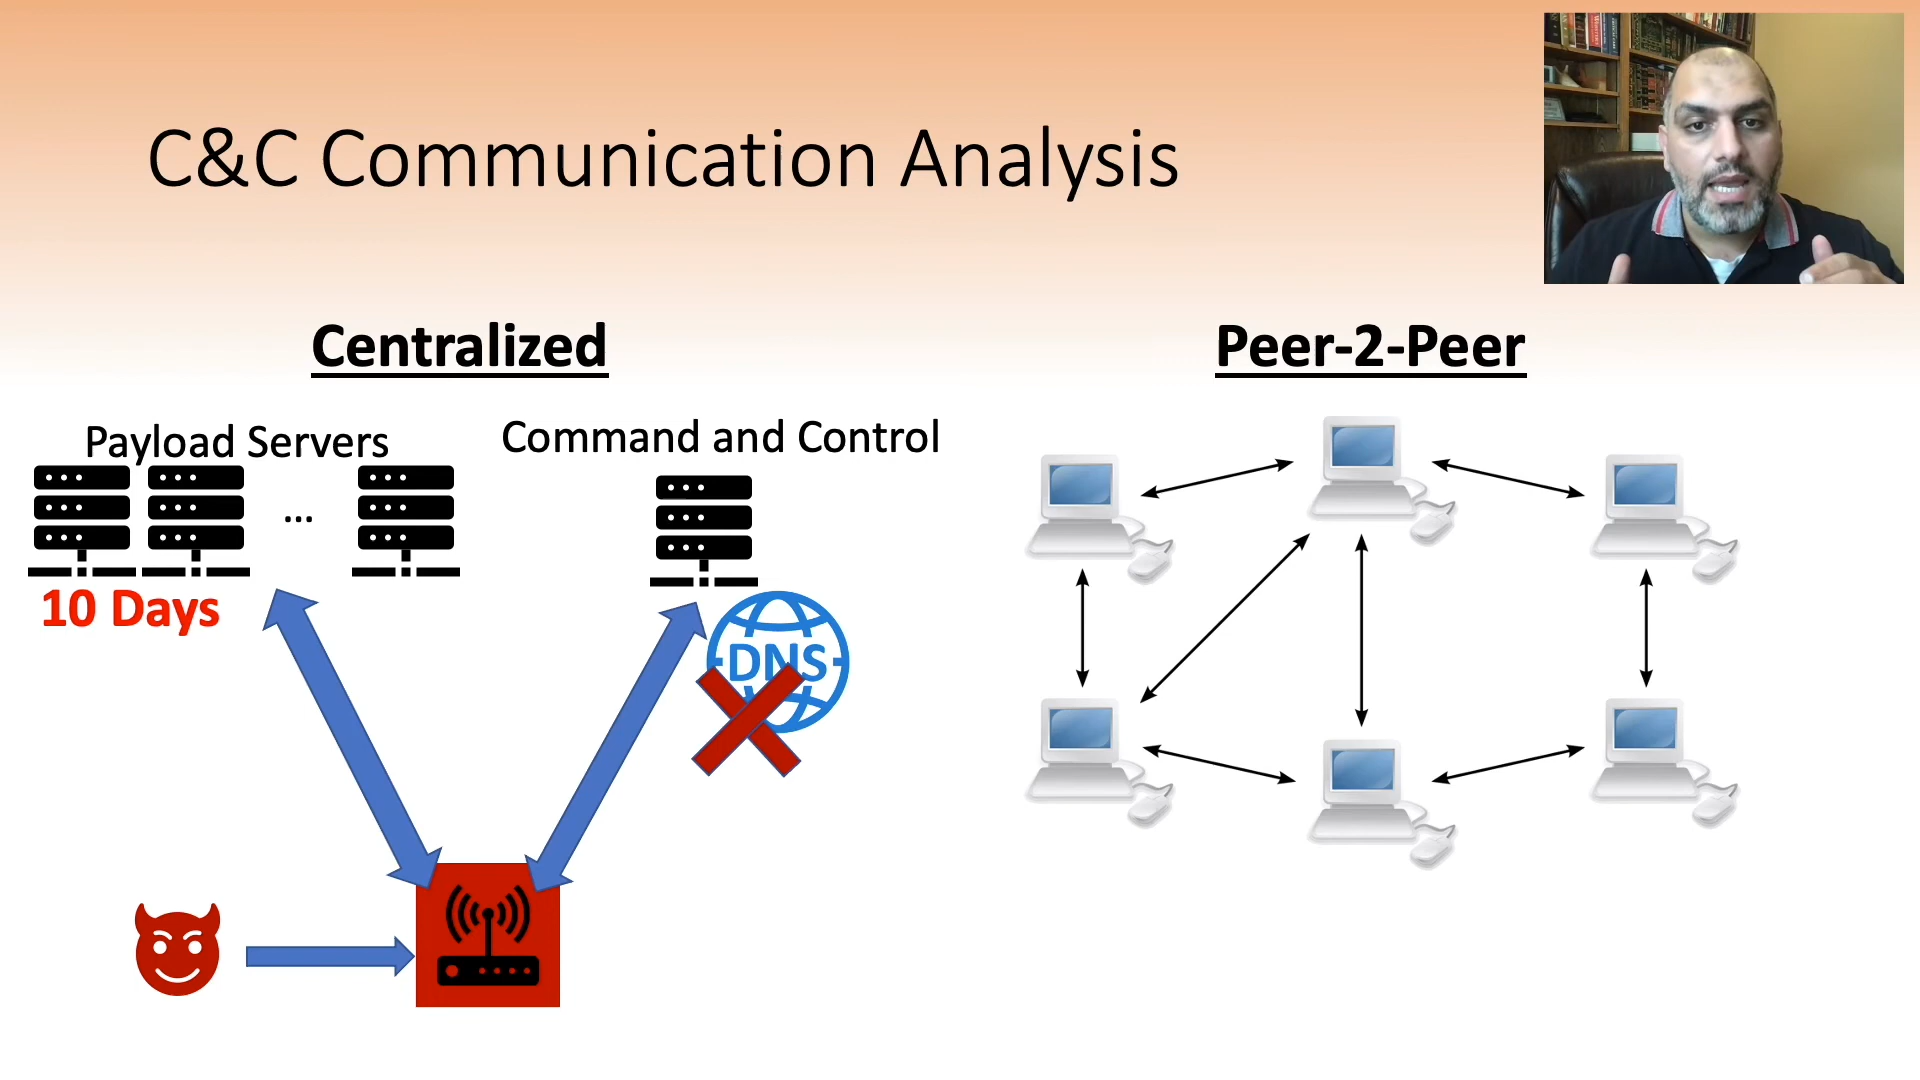 C&C Communication Analysis
Centralized
Peer-2-Peer
Payload Servers
Command and Control
...
10 Days
DNS